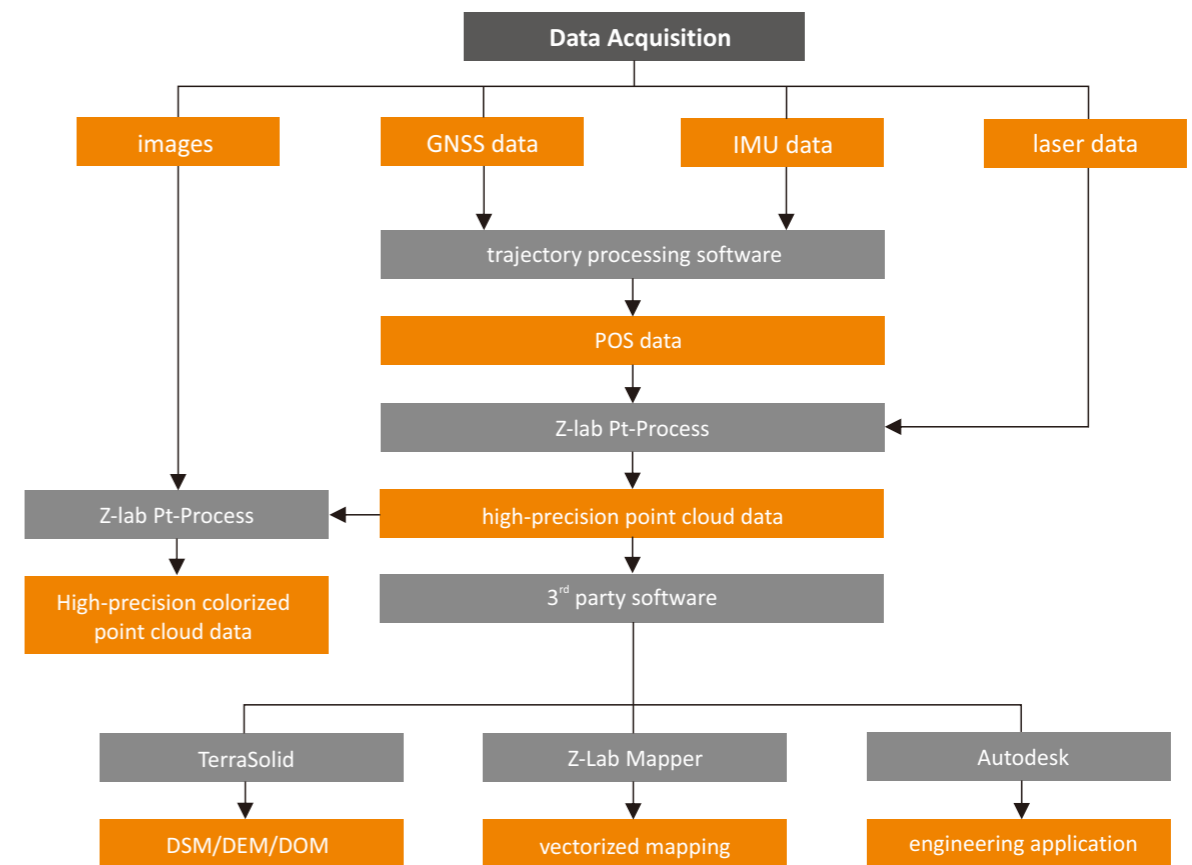 Data Acquisition
images
GNSS data
IMU data
laser data
trajectory processing software
POS data
Z-lab Pt-Process
Z-lab Pt-Process
high-precision point cloud data
High-precision colorized
point cloud data
3rd party software
TerraSolid
Z-Lab Mapper
Autodesk
DSM/DEM/DOM
vectorized mapping
engineering application